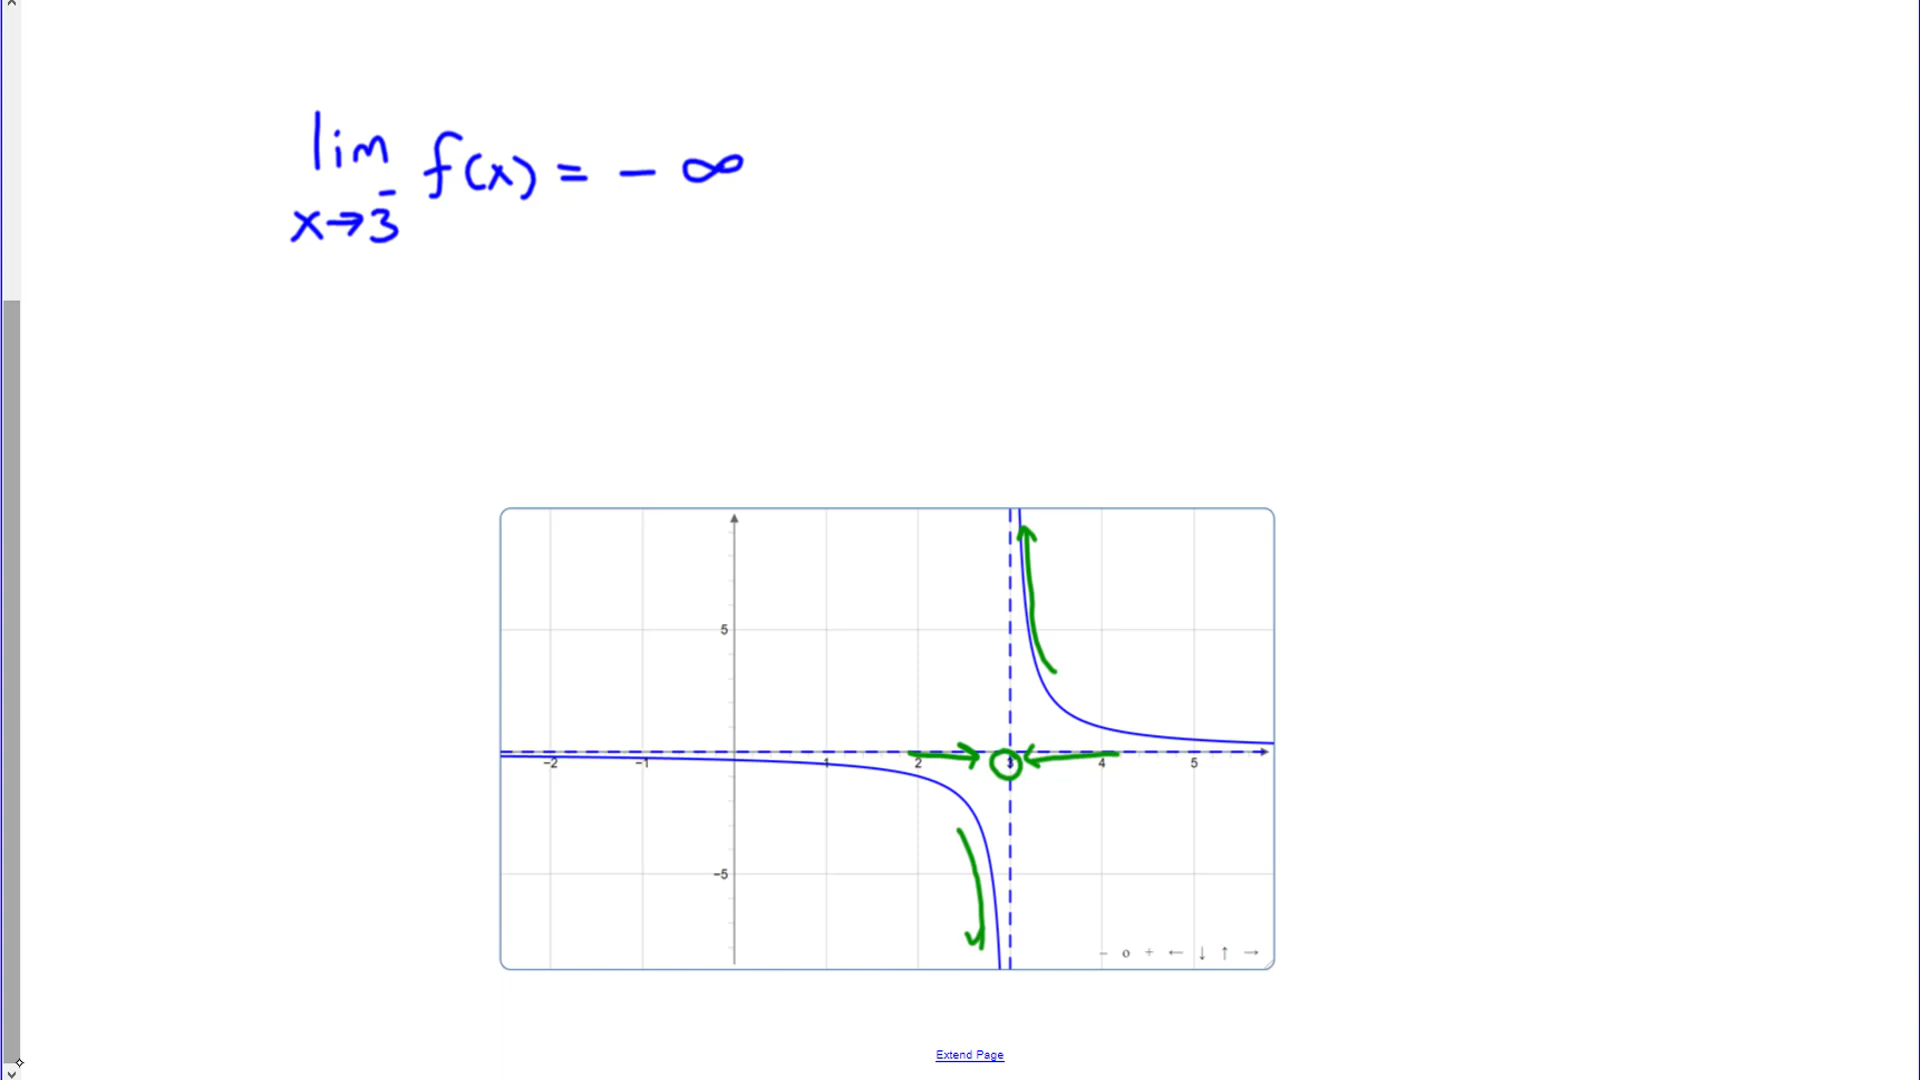 lim f(x) = - ∞
x→3⁻
5
-2 -1 1 2 3 4 5
-5
- o + ← ↓ ↑ →
Extend Page